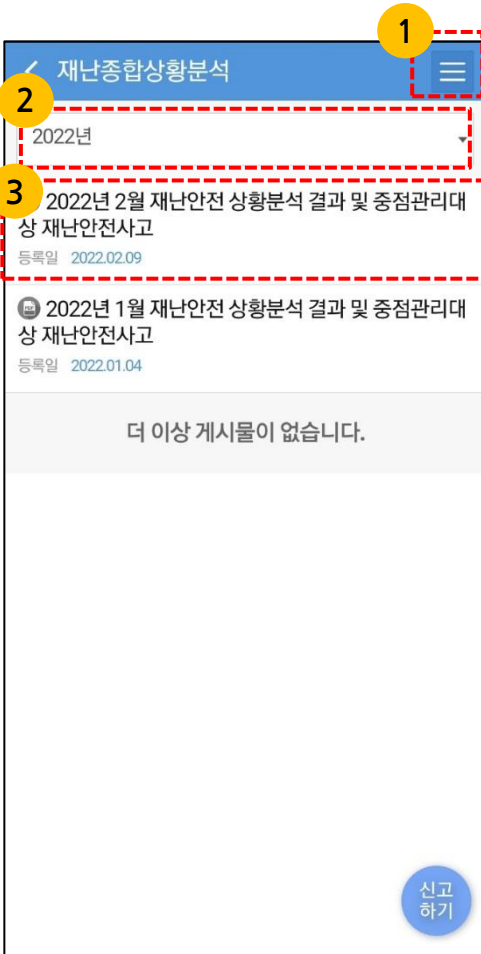 1
재난종합상황분석
2
2022년
3
2022년 2월 재난안전 상황분석 결과 및 중점관리대
상 재난안전사고
등록일 2022.02.09
2022년 1월 재난안전 상황분석 결과 및 중점관리대
상 재난안전사고
등록일 2022.01.04
더 이상 게시물이 없습니다.
신고
하기